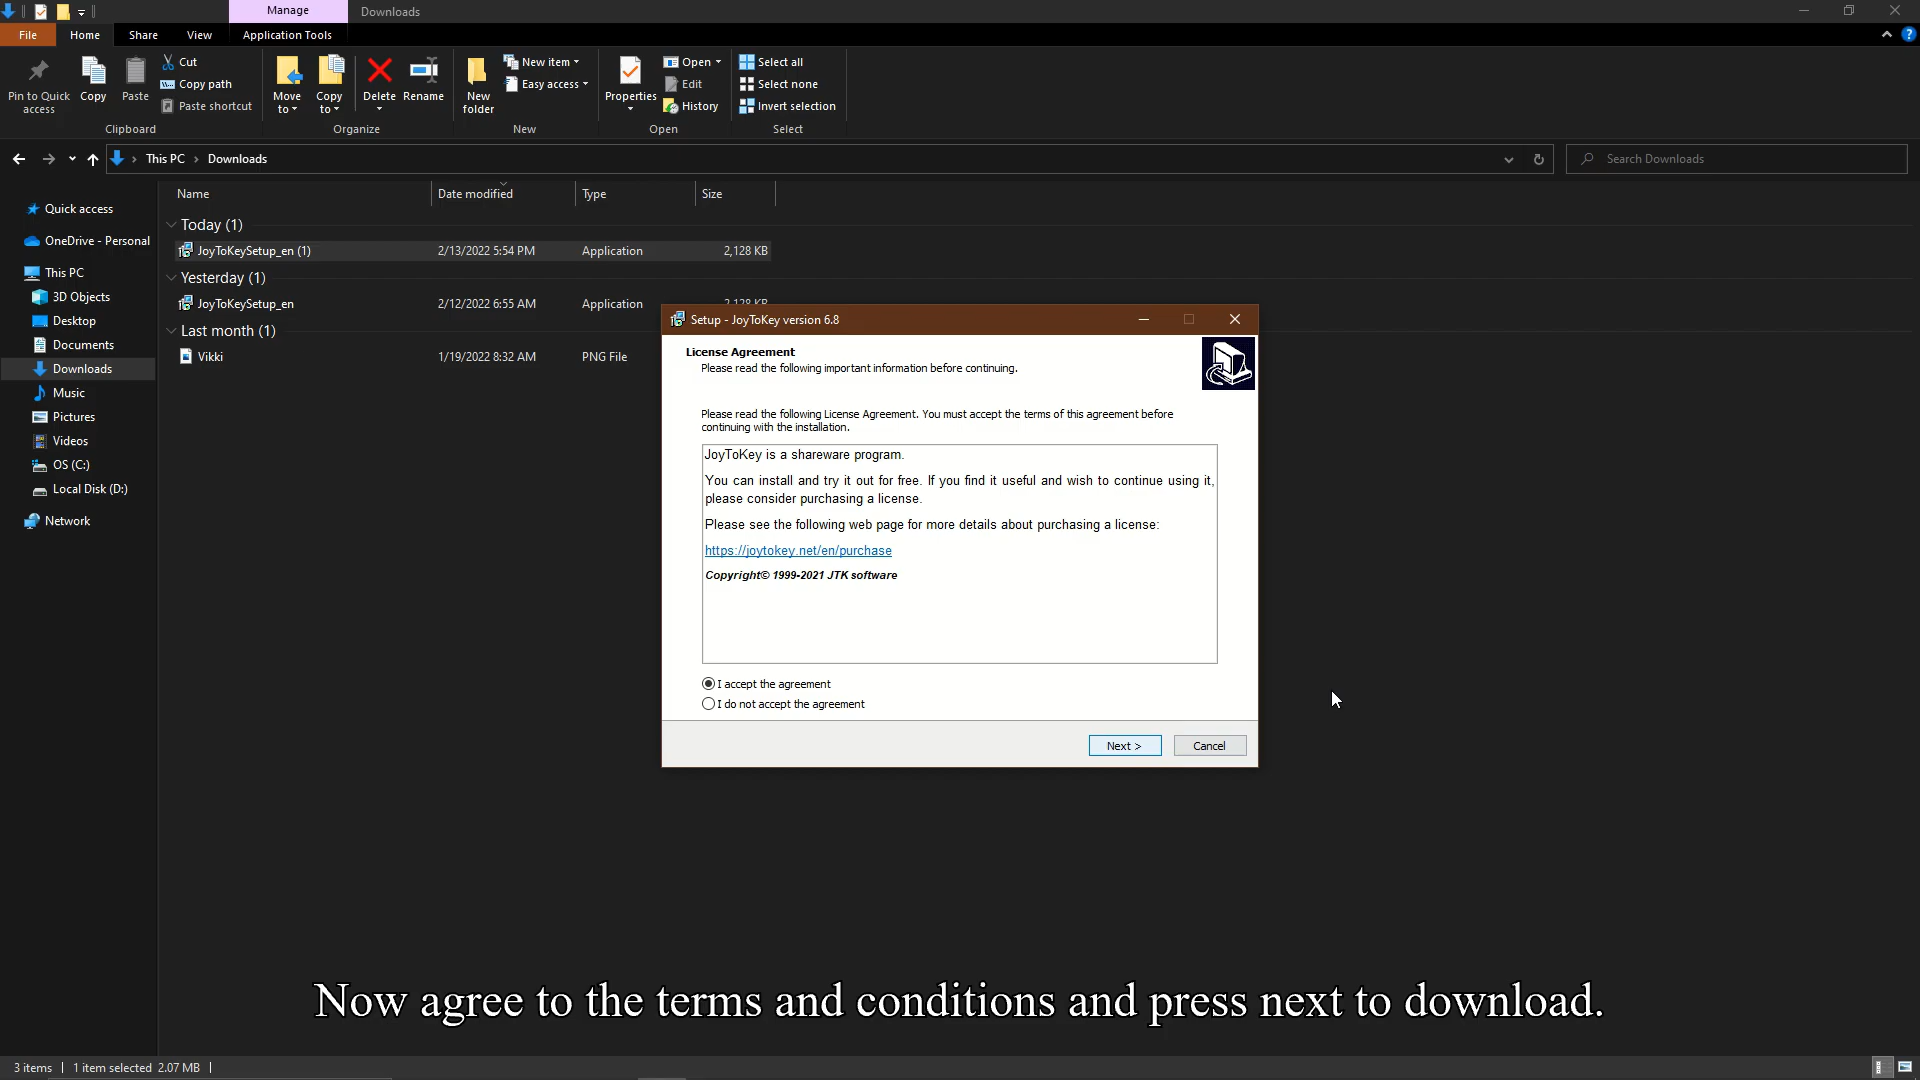 Manage
Downloads
File
Home
Share
View
Application Tools
Pin to Quick
access
Copy
Paste
Cut
Copy path
Paste shortcut
Clipboard
Move
to
Copy
to
Delete
Rename
Organize
New
folder
New item
Easy access
New
Properties
Open
Edit
History
Open
Select all
Select none
Invert selection
Select
This PC
Downloads
Search Downloads
Name
Date modified
Type
Size
Quick access
OneDrive - Personal
This PC
3D Objects
Desktop
Documents
Downloads
Music
Pictures
Videos
OS (C:)
Local Disk (D:)
Network
Today (1)
JoyToKeySetup_en (1) 2/13/2022 5:54 PM Application 2,128 KB
Yesterday (1)
JoyToKeySetup_en 2/12/2022 6:55 AM Application 2,128 KB
Last month (1)
Vikki 1/19/2022 8:32 AM PNG File
Setup - JoyToKey version 6.8
License Agreement
Please read the following important information before continuing.
Please read the following License Agreement. You must accept the terms of this agreement before
continuing with the installation.
JoyToKey is a shareware program.
You can install and try it out for free. If you find it useful and wish to continue using it,
please consider purchasing a license.
Please see the following web page for more details about purchasing a license:
https://joytokey.net/en/purchase
Copyright© 1999-2021 JTK software
I accept the agreement
I do not accept the agreement
Next >
Cancel
Now agree to the terms and conditions and press next to download.
3 items
1 item selected 2.07 MB